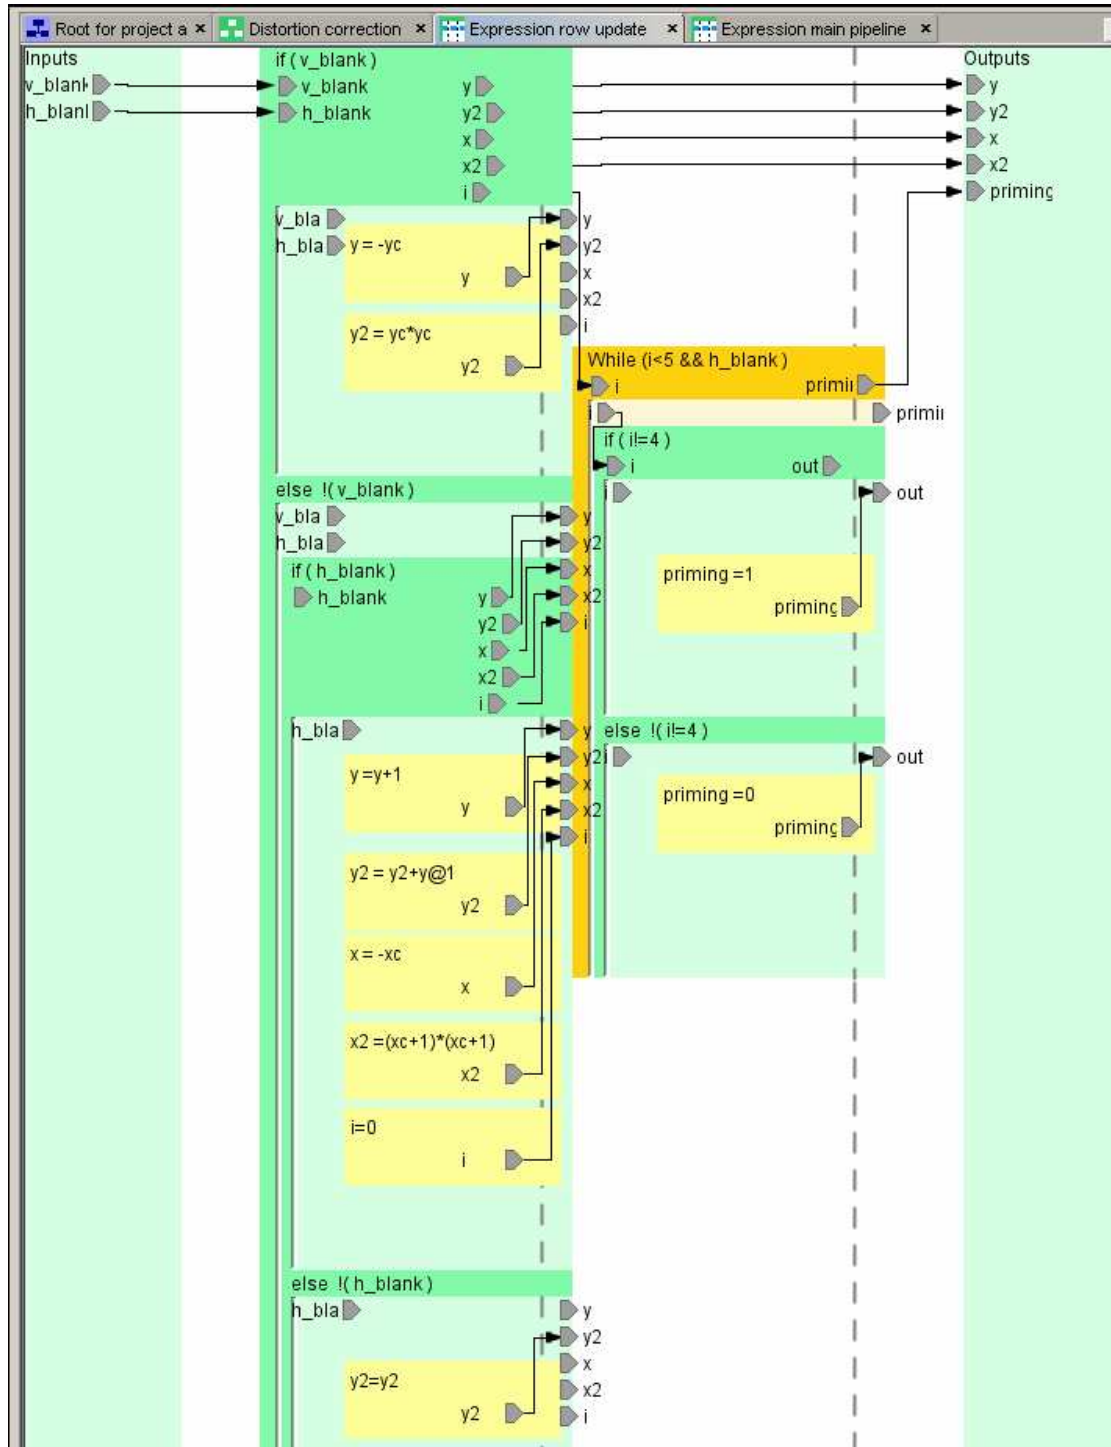 Root for project a ×
Distortion correction ×
Expression row update ×
Expression main pipeline ×
Inputs
v_blank
h_blanl
if ( v_blank )
v_blank y
h_blank y2
x
x2
i
Outputs
y
y2
x
x2
priming
v_bla
h_bla
y = -yc
y
y2 = yc*yc
y2
y
y2
x
x2
i
else !( v_blank )
v_bla
h_bla
if ( h_blank )
h_blank y
y2
x
x2
i
y
y2
x
x2
i
h_bla
y =y+1
y
y2 = y2+y@1
y2
x = -xc
x
x2 =(xc+1)*(xc+1)
x2
i=0
i
y
y2
x
x2
i
else !( h_blank )
h_bla
y2=y2
y2
y
y2
x
x2
i
While (i<5 && h_blank )
i primii
i primii
if ( i!=4 )
i out
i out
priming =1
priming
else !( i!=4 )
i out
priming =0
priming